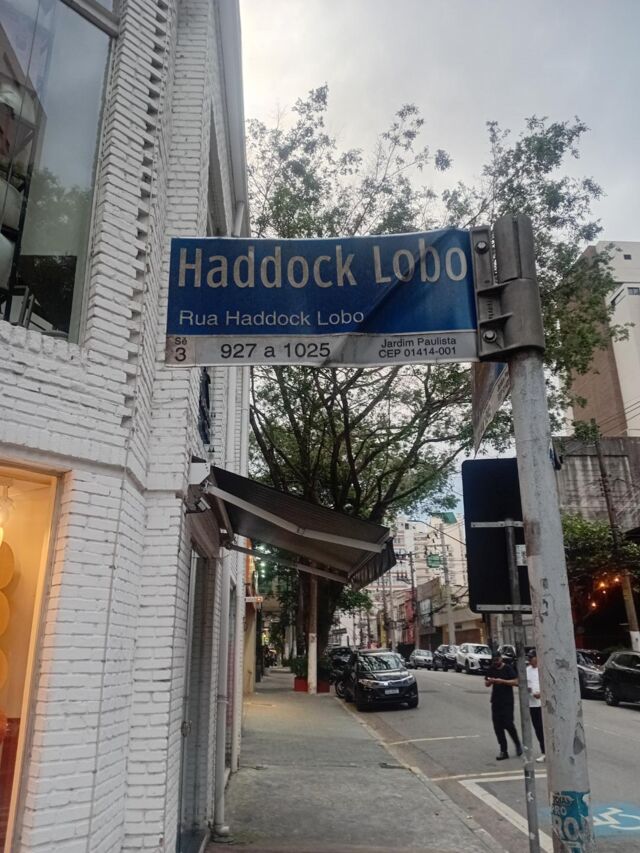 Haddock Lobo
Rua Haddock Lobo
Sé
3
927 a 1025
Jardim Paulista
CEP 01414-001